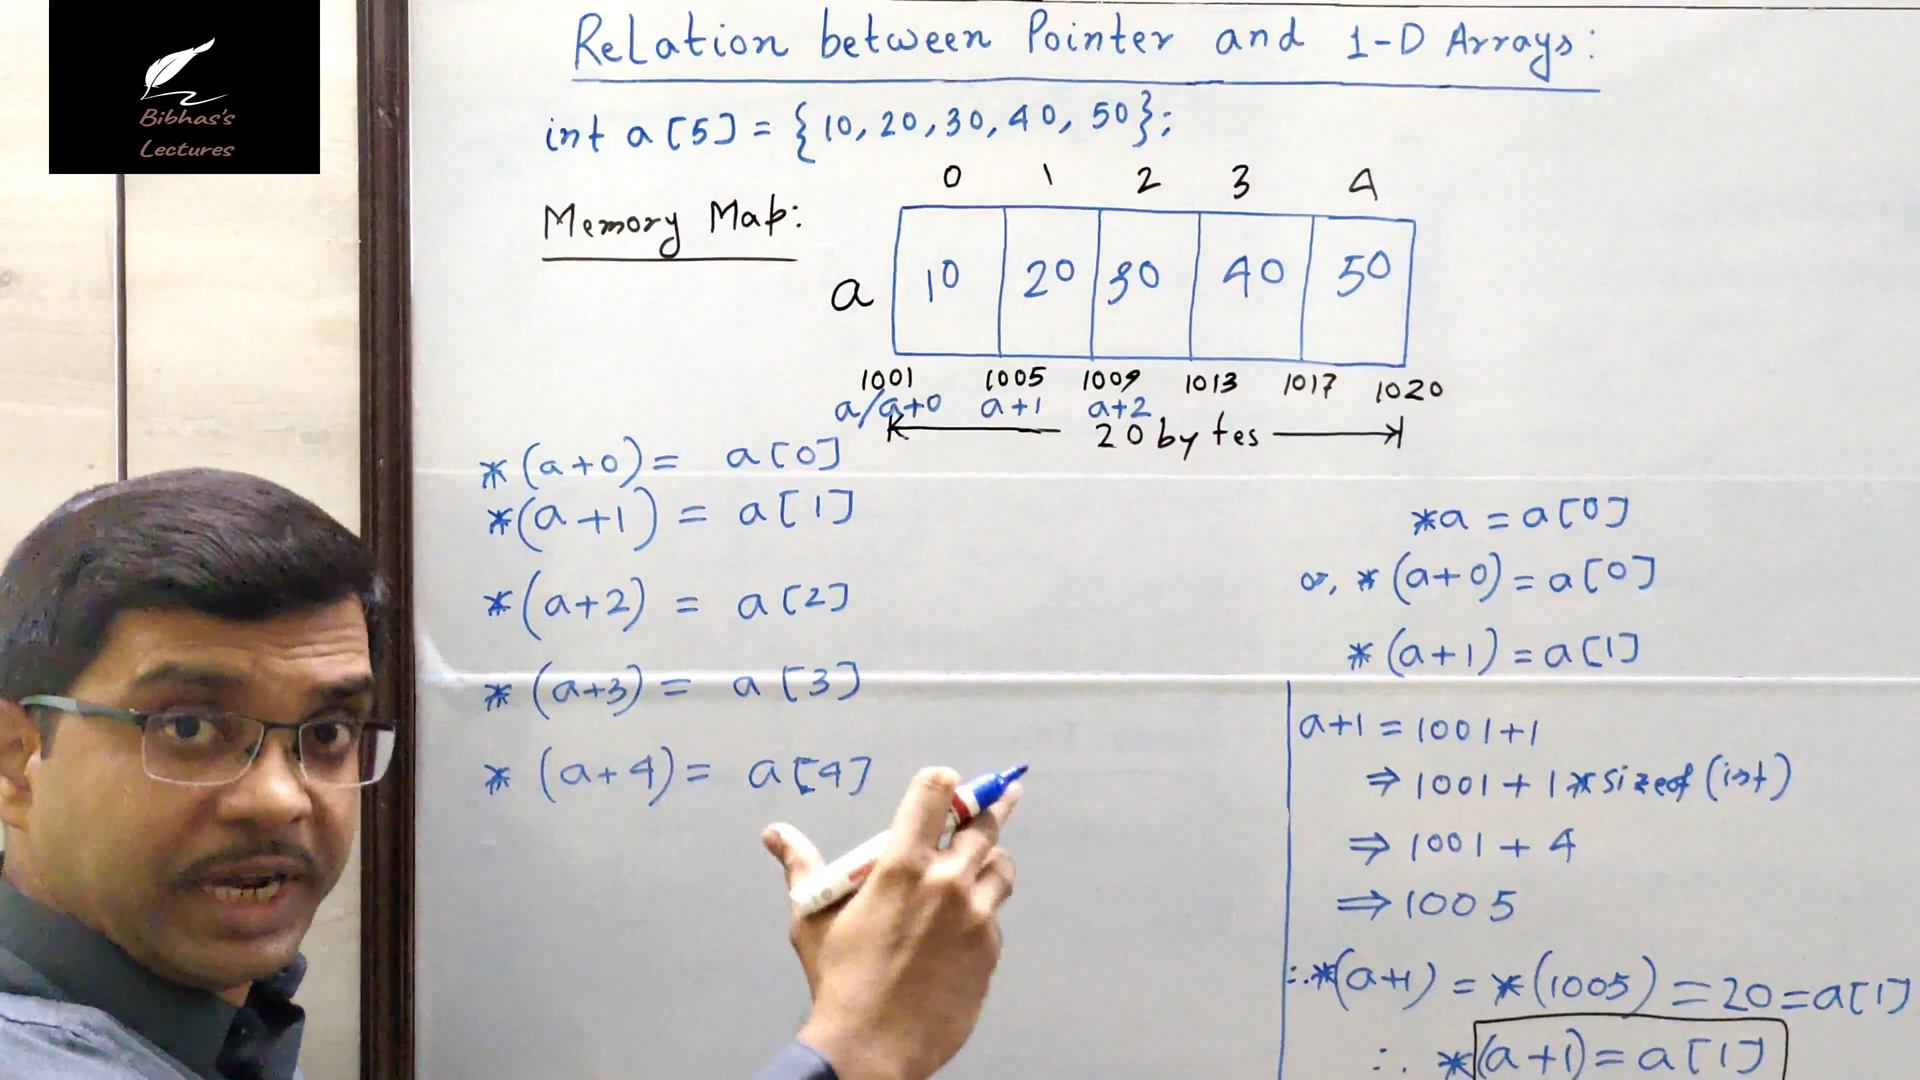 Bibhas's
Lectures
Relation between Pointer and 1-D Arrays:
int a[5] = {10, 20, 30, 40, 50};
Memory Map:
0 1 2 3 4
a 10 20 30 40 50
1001 1005 1009 1013 1017 1020
a/a+0 a+1 a+2
20 bytes
*(a+0) = a[0]
*(a+1) = a[1]
*(a+2) = a[2]
*(a+3) = a[3]
*(a+4) = a[4]
*a = a[0]
or, *(a+0) = a[0]
*(a+1) = a[1]
a+1 = 1001+1
⇒ 1001 + 1 * sizeof(int)
⇒ 1001 + 4
⇒ 1005
∴ *(a+1) = *(1005) = 20 = a[1]
∴ *(a+1) = a[1]